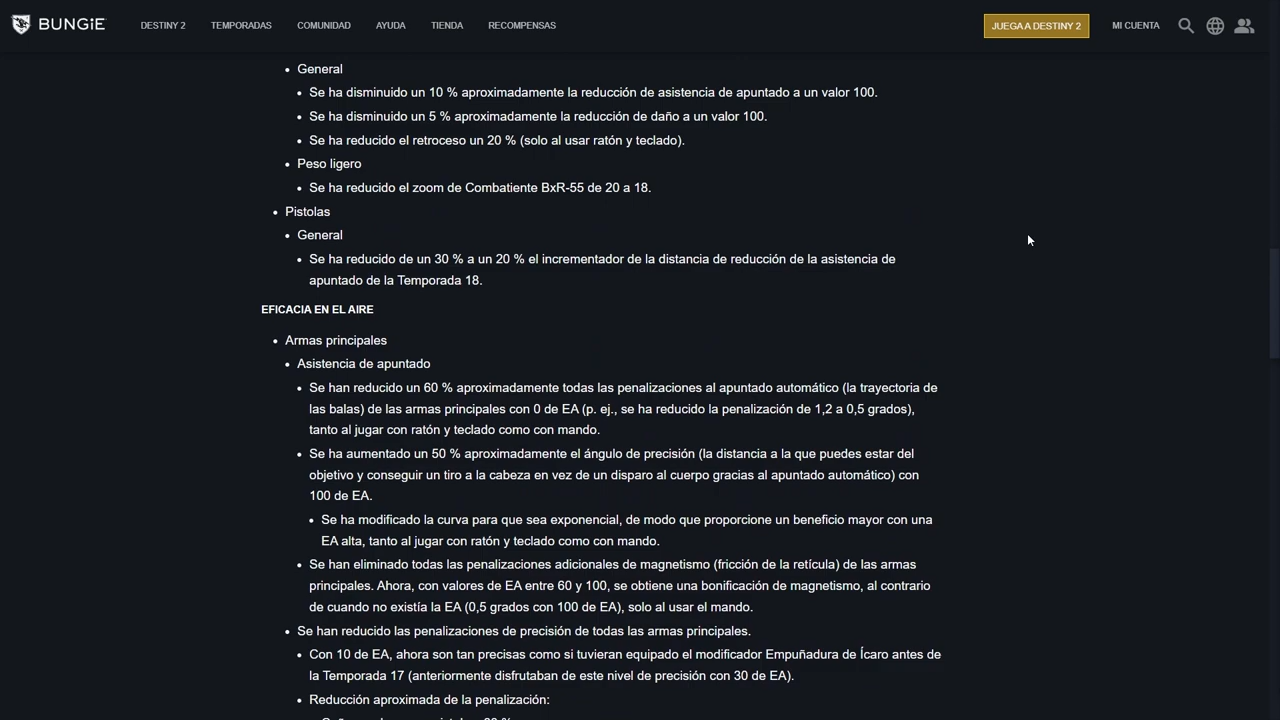 BUNGiE DESTINY 2 TEMPORADAS COMUNIDAD AYUDA TIENDA RECOMPENSAS JUEGA A DESTINY 2 MI CUENTA
General
Se ha disminuido un 10 % aproximadamente la reducción de asistencia de apuntado a un valor 100.
Se ha disminuido un 5 % aproximadamente la reducción de daño a un valor 100.
Se ha reducido el retroceso un 20 % (solo al usar ratón y teclado).
Peso ligero
Se ha reducido el zoom de Combatiente BxR-55 de 20 a 18.
Pistolas
General
Se ha reducido de un 30 % a un 20 % el incrementador de la distancia de reducción de la asistencia de
apuntado de la Temporada 18.
EFICACIA EN EL AIRE
Armas principales
Asistencia de apuntado
Se han reducido un 60 % aproximadamente todas las penalizaciones al apuntado automático (la trayectoria de
las balas) de las armas principales con 0 de EA (p. ej., se ha reducido la penalización de 1,2 a 0,5 grados),
tanto al jugar con ratón y teclado como con mando.
Se ha aumentado un 50 % aproximadamente el ángulo de precisión (la distancia a la que puedes estar del
objetivo y conseguir un tiro a la cabeza en vez de un disparo al cuerpo gracias al apuntado automático) con
100 de EA.
Se ha modificado la curva para que sea exponencial, de modo que proporcione un beneficio mayor con una
EA alta, tanto al jugar con ratón y teclado como con mando.
Se han eliminado todas las penalizaciones adicionales de magnetismo (fricción de la retícula) de las armas
principales. Ahora, con valores de EA entre 60 y 100, se obtiene una bonificación de magnetismo, al contrario
de cuando no existía la EA (0,5 grados con 100 de EA), solo al usar el mando.
Se han reducido las penalizaciones de precisión de todas las armas principales.
Con 10 de EA, ahora son tan precisas como si tuvieran equipado el modificador Empuñadura de Ícaro antes de
la Temporada 17 (anteriormente disfrutaban de este nivel de precisión con 30 de EA).
Reducción aproximada de la penalización: